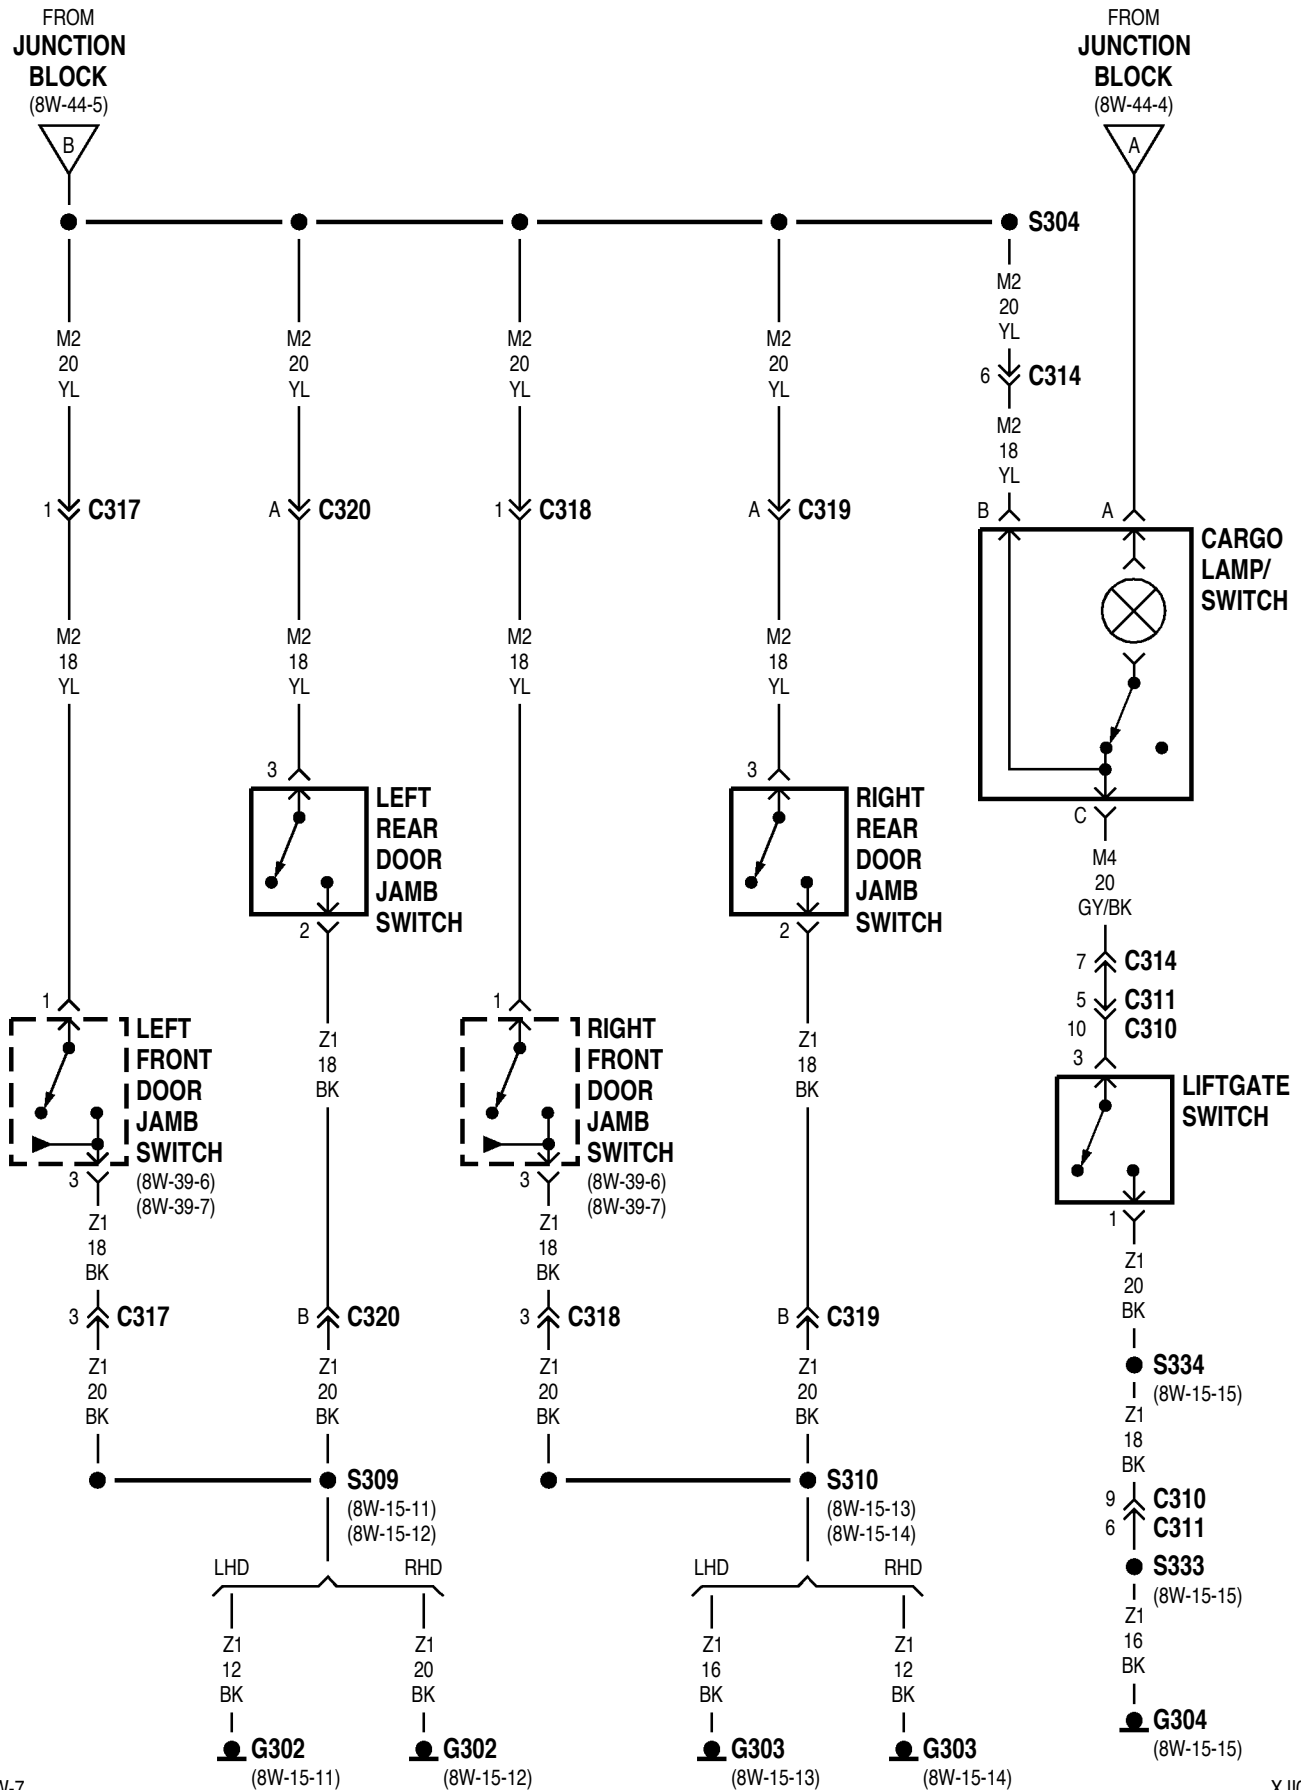 FROM
JUNCTION
BLOCK
(8W-44-5)
B
FROM
JUNCTION
BLOCK
(8W-44-4)
A
S304
M2
20
YL
M2
20
YL
M2
20
YL
M2
20
YL
M2
20
YL
6 C314
M2
18
YL
1 C317
A C320
1 C318
A C319
B
A
CARGO
LAMP/
SWITCH
M2
18
YL
M2
18
YL
M2
18
YL
M2
18
YL
3
LEFT
REAR
DOOR
JAMB
SWITCH
2
3
RIGHT
REAR
DOOR
JAMB
SWITCH
2
C
M4
20
GY/BK
7 C314
5 C311
10 C310
3
LIFTGATE
SWITCH
1
1
LEFT
FRONT
DOOR
JAMB
SWITCH
(8W-39-6)
(8W-39-7)
3
Z1
18
BK
Z1
18
BK
1
RIGHT
FRONT
DOOR
JAMB
SWITCH
(8W-39-6)
(8W-39-7)
3
Z1
18
BK
Z1
18
BK
Z1
20
BK
3 C317
B C320
3 C318
B C319
Z1
20
BK
Z1
20
BK
Z1
20
BK
Z1
20
BK
S334
(8W-15-15)
Z1
18
BK
S309
(8W-15-11)
(8W-15-12)
S310
(8W-15-13)
(8W-15-14)
9 C310
6 C311
S333
(8W-15-15)
LHD
RHD
LHD
RHD
Z1
12
BK
Z1
20
BK
Z1
16
BK
Z1
12
BK
Z1
16
BK
G304
(8W-15-15)
G302
(8W-15-11)
G302
(8W-15-12)
G303
(8W-15-13)
G303
(8W-15-14)